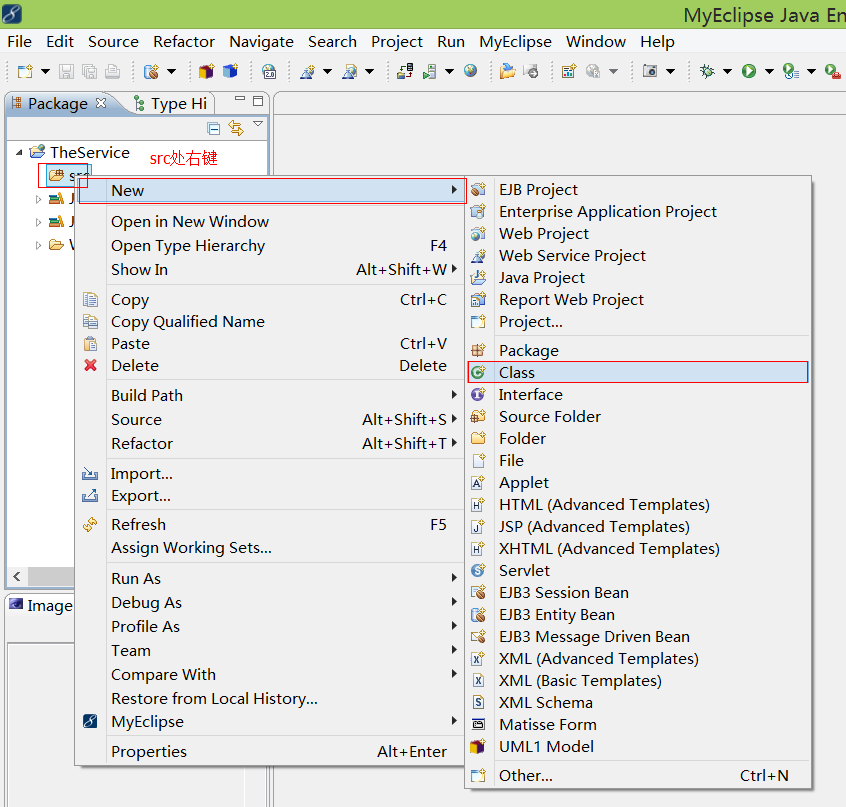 MyEclipse Java En
File Edit Source Refactor Navigate Search Project Run MyEclipse Window Help
Package Type Hi
TheService
src处右键
src
New
Open in New Window
Open Type Hierarchy F4
Show In Alt+Shift+W
Copy Ctrl+C
Copy Qualified Name
Paste Ctrl+V
Delete Delete
Build Path
Source Alt+Shift+S
Refactor Alt+Shift+T
Import...
Export...
Refresh F5
Assign Working Sets...
Run As
Debug As
Profile As
Team
Compare With
Restore from Local History...
MyEclipse
Properties Alt+Enter
Image
EJB Project
Enterprise Application Project
Web Project
Web Service Project
Java Project
Report Web Project
Project...
Package
Class
Interface
Source Folder
Folder
File
Applet
HTML (Advanced Templates)
JSP (Advanced Templates)
XHTML (Advanced Templates)
Servlet
EJB3 Session Bean
EJB3 Entity Bean
EJB3 Message Driven Bean
XML (Advanced Templates)
XML (Basic Templates)
XML Schema
Matisse Form
UML1 Model
Other... Ctrl+N